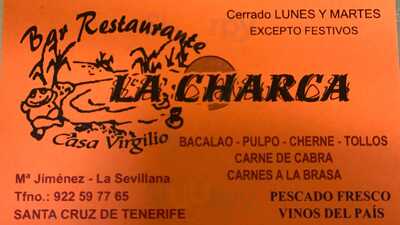 Bar Restaurante
Cerrado LUNES Y MARTES
EXCEPTO FESTIVOS
LA CHARCA
Casa Virgilio
BACALAO - PULPO - CHERNE - TOLLOS
CARNE DE CABRA
CARNES A LA BRASA
Mª Jiménez - La Sevillana
Tfno.: 922 59 77 65
SANTA CRUZ DE TENERIFE
PESCADO FRESCO
VINOS DEL PAÍS